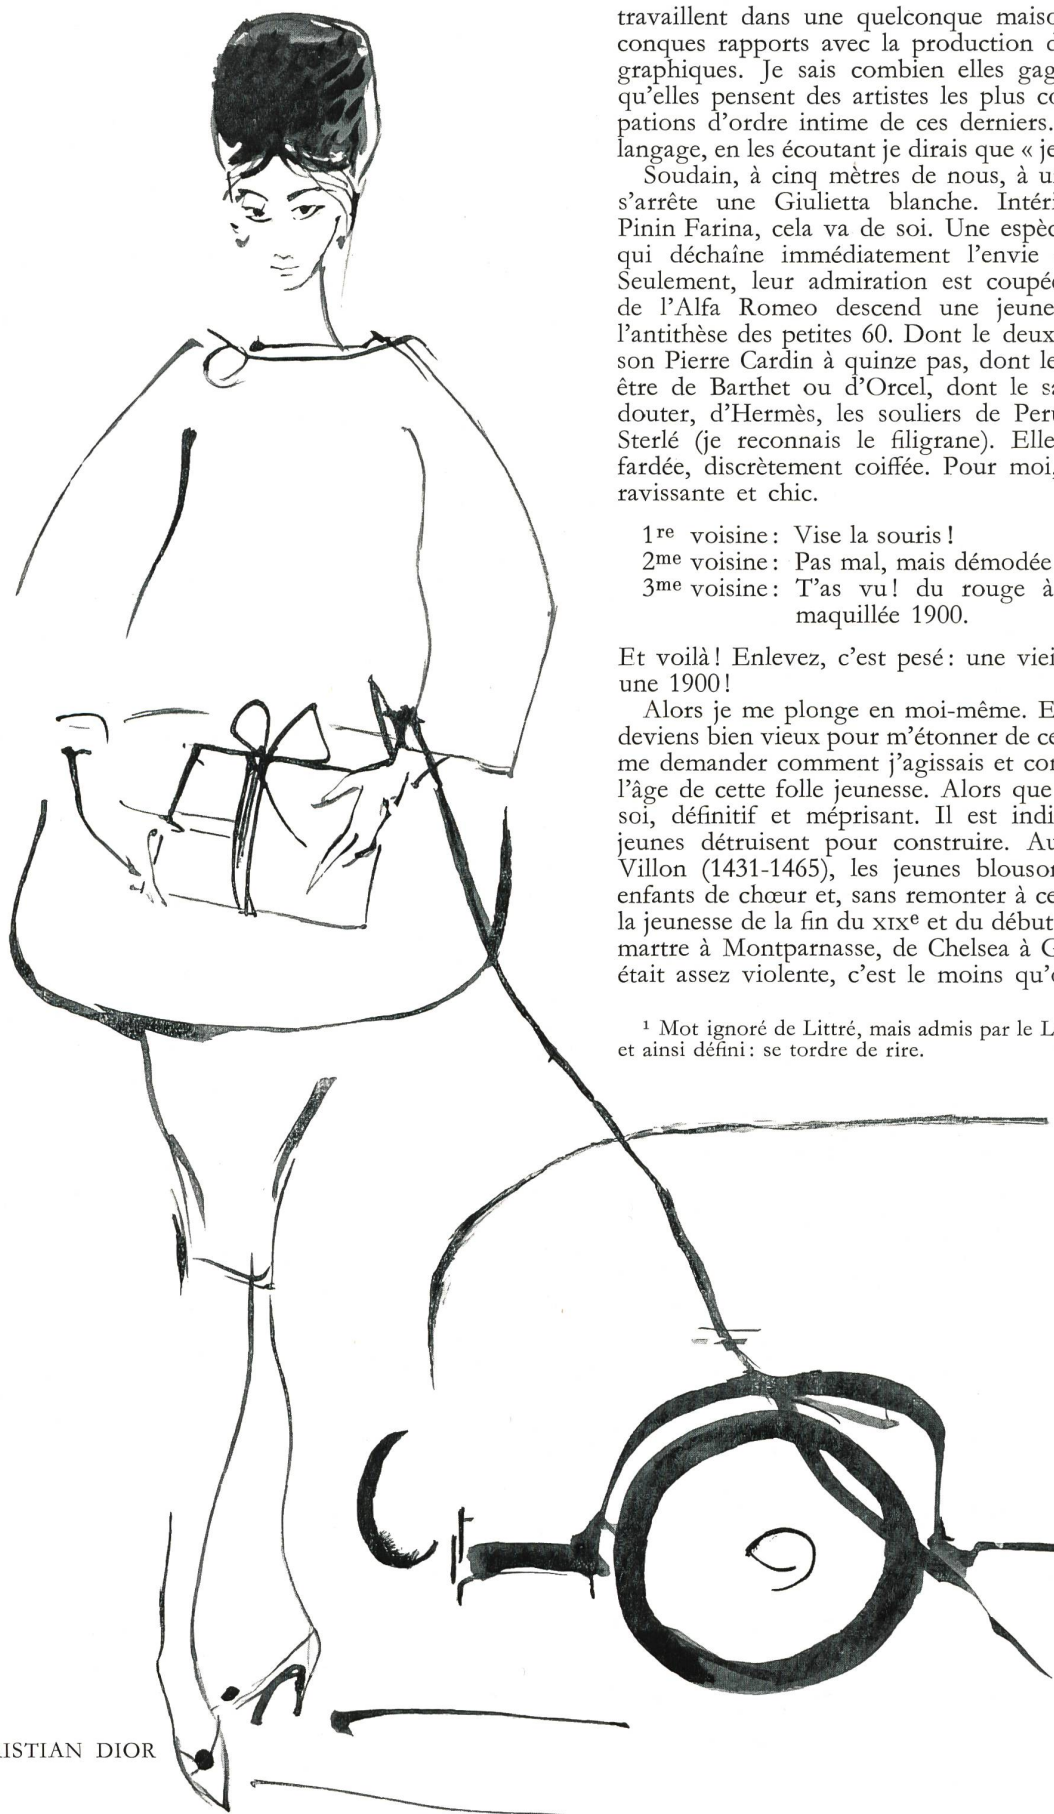 travaillent dans une quelconque maiso
conques rapports avec la production d
graphiques. Je sais combien elles gag
qu'elles pensent des artistes les plus co
pations d'ordre intime de ces derniers.
langage, en les écoutant je dirais que « je
Soudain, à cinq mètres de nous, à u
s'arrête une Giulietta blanche. Intéri
Pinin Farina, cela va de soi. Une espèc
qui déchaîne immédiatement l'envie
Seulement, leur admiration est coupée
de l'Alfa Romeo descend une jeune
l'antithèse des petites 60. Dont le deux
son Pierre Cardin à quinze pas, dont le
être de Barthet ou d'Orcel, dont le sa
douter, d'Hermès, les souliers de Peru
Sterlé (je reconnais le filigrane). Elle
fardée, discrètement coiffée. Pour moi,
ravissante et chic.
1re voisine: Vise la souris !
2me voisine: Pas mal, mais démodée
3me voisine: T'as vu! du rouge à
maquillée 1900.
Et voilà! Enlevez, c'est pesé: une viei
une 1900!
Alors je me plonge en moi-même. E
deviens bien vieux pour m'étonner de ce
me demander comment j'agissais et con
l'âge de cette folle jeunesse. Alors que
soi, définitif et méprisant. Il est indi
jeunes détruisent pour construire. Au
Villon (1431-1465), les jeunes blouson
enfants de chœur et, sans remonter à ce
la jeunesse de la fin du XIXe et du début
martre à Montparnasse, de Chelsea à G
était assez violente, c'est le moins qu'o
1 Mot ignoré de Littré, mais admis par le L
et ainsi défini: se tordre de rire.
RISTIAN DIOR